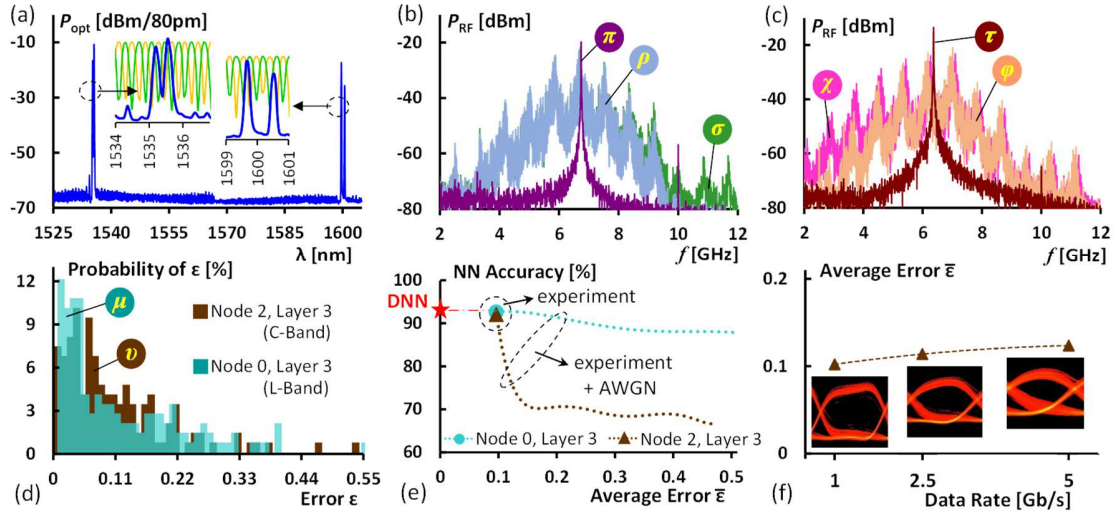 (a)
P_opt [dBm/80pm]
-10
-30
-50
-70
1534
1535
1536
1599
1600
1601
1525
1540
1555
1570
1585
1600
λ [nm]
(b)
P_RF [dBm]
-20
-40
-60
-80
π
ρ
σ
2
4
6
8
10
12
f [GHz]
(c)
P_RF [dBm]
-20
-40
-60
-80
τ
χ
φ
2
4
6
8
10
12
f [GHz]
Probability of ε [%]
12
9
6
3
0
μ
υ
Node 2, Layer 3
(C-Band)
Node 0, Layer 3
(L-Band)
0
0.11
0.22
0.33
0.44
0.55
(d)
Error ε
NN Accuracy [%]
100
90
80
70
60
DNN
experiment
experiment
+ AWGN
Node 0, Layer 3
Node 2, Layer 3
0
0.1
0.2
0.3
0.4
0.5
(e)
Average Error ε̅
Average Error ε̅
0.2
0.1
0
1
2.5
5
(f)
Data Rate [Gb/s]